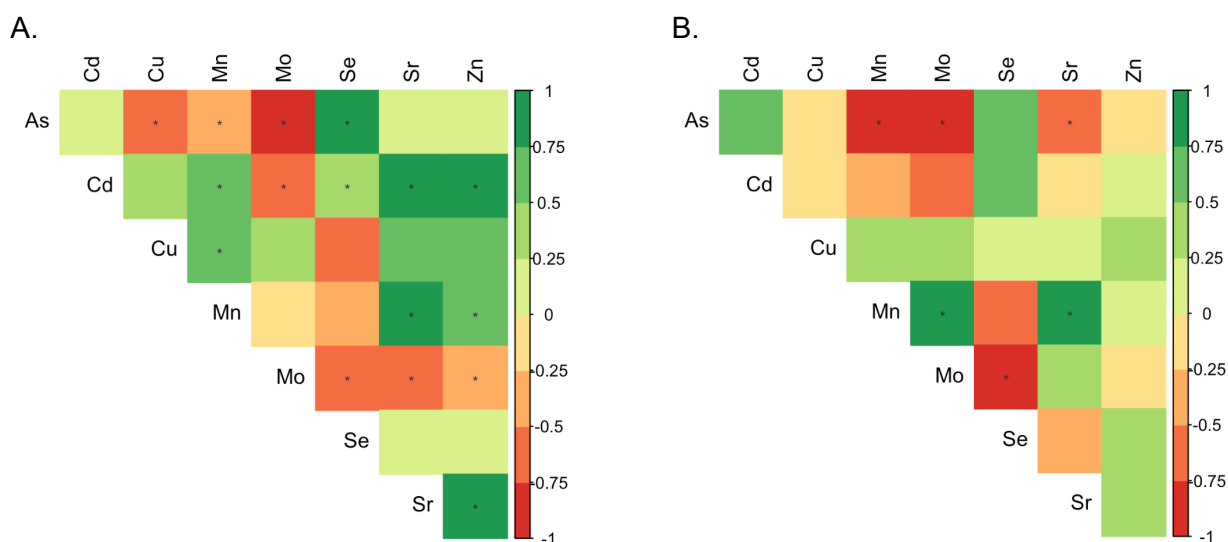 A.
B.
Cd Cu Mn Mo Se Sr Zn
Cd Cu Mn Mo Se Sr Zn
As * * * *
Cd * * * * *
Cu *
Mn * *
Mo * * *
Se
Sr *
1
0.75
0.5
0.25
0
-0.25
-0.5
-0.75
-1
As * * *
Cd
Cu
Mn * *
Mo *
Se
Sr
1
0.75
0.5
0.25
0
-0.25
-0.5
-0.75
-1